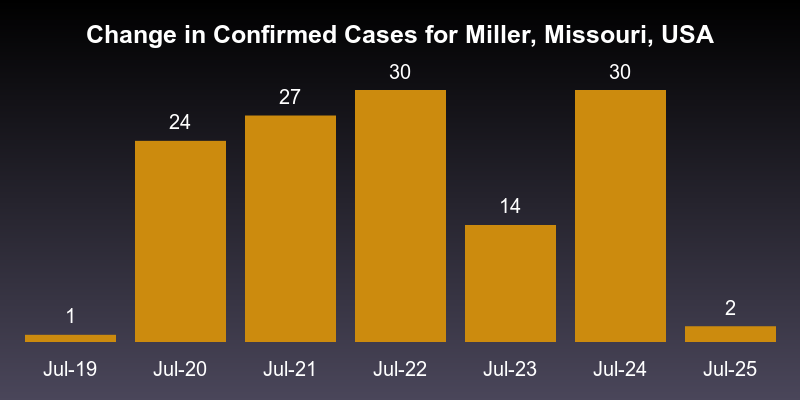 Change in Confirmed Cases for Miller, Missouri, USA
1
24
27
30
14
30
2
Jul-19
Jul-20
Jul-21
Jul-22
Jul-23
Jul-24
Jul-25